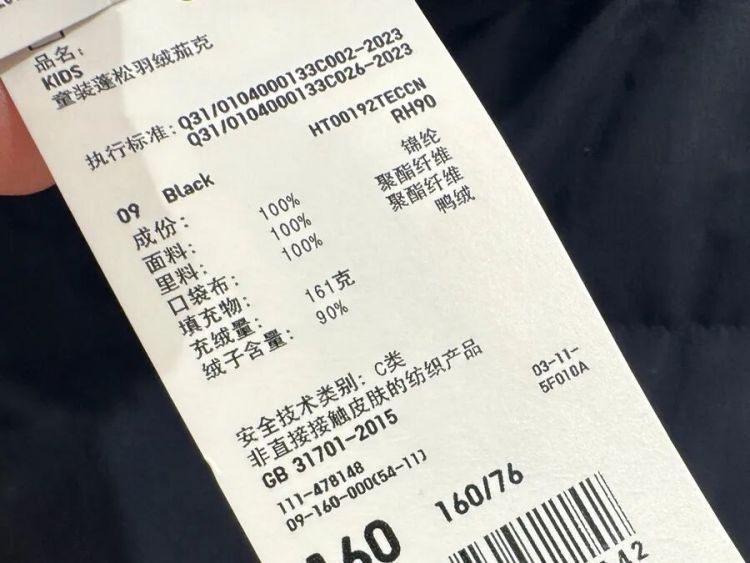 品名:
KIDS
童装蓬松羽绒茄克
执行标准: Q31/0104000133C002-2023
Q31/0104000133C026-2023
HT00192TECCN
RH90
09 Black
成份:
面料: 100% 锦纶
里料: 100% 聚酯纤维
口袋布: 100% 聚酯纤维
填充物: 鸭绒
充绒量: 161克
绒子含量: 90%
安全技术类别: C类
非直接接触皮肤的纺织产品
GB 31701-2015
03-11-
5F010A
111-478148
09-160-000(54-11)
160 160/76